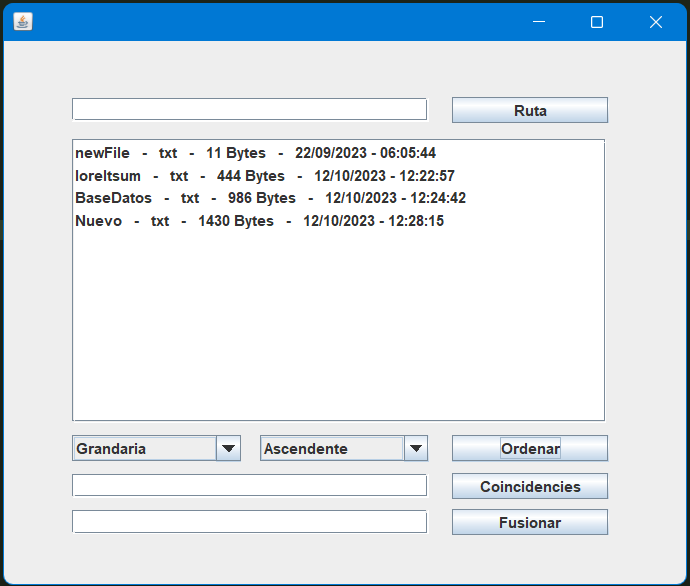 Ruta
newFile - txt - 11 Bytes - 22/09/2023 - 06:05:44
loreItsum - txt - 444 Bytes - 12/10/2023 - 12:22:57
BaseDatos - txt - 986 Bytes - 12/10/2023 - 12:24:42
Nuevo - txt - 1430 Bytes - 12/10/2023 - 12:28:15
Grandaria Ascendente Ordenar
Coincidencies
Fusionar